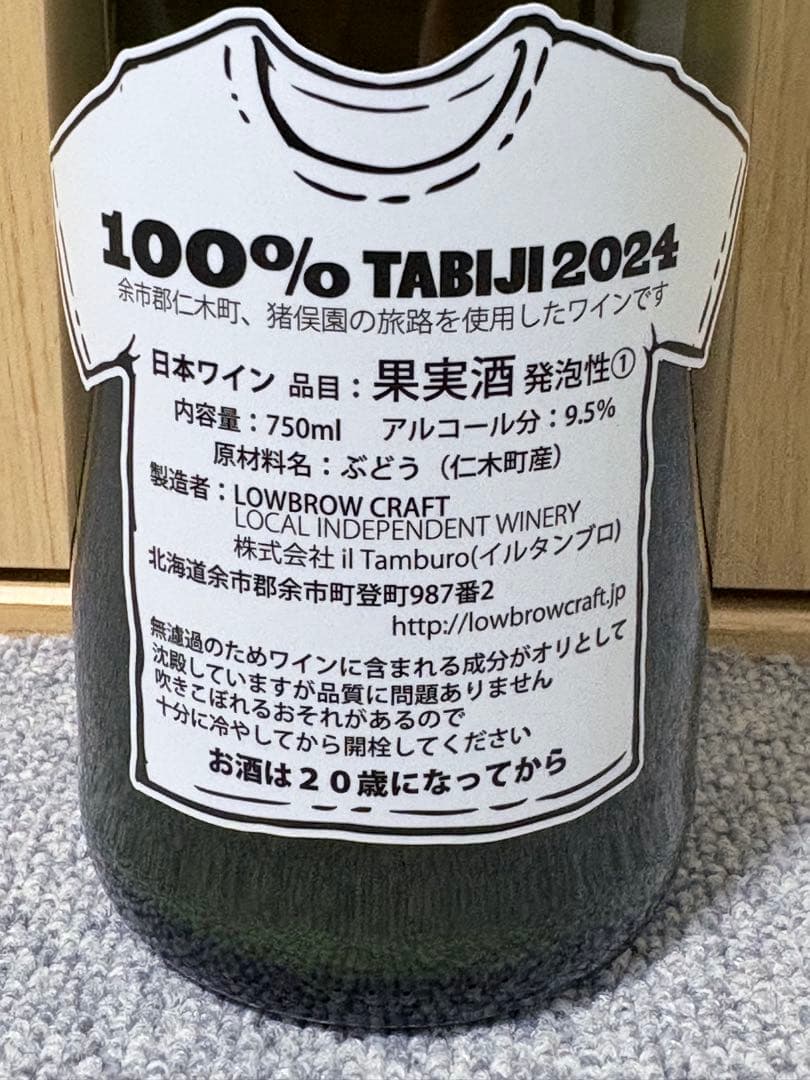 100% TABIJI 2024
余市郡仁木町、猪俣園の旅路を使用したワインです
日本ワイン 品目：果実酒 発泡性①
内容量：750ml アルコール分：9.5%
原材料名：ぶどう（仁木町産）
製造者：LOWBROW CRAFT
LOCAL INDEPENDENT WINERY
株式会社 il Tamburo(イルタンブロ)
北海道余市郡余市町登町987番2
http://lowbrowcraft.jp
無濾過のためワインに含まれる成分がオリとして
沈殿していますが品質に問題ありません
吹きこぼれるおそれがあるので
十分に冷やしてから開栓してください
お酒は２０歳になってから